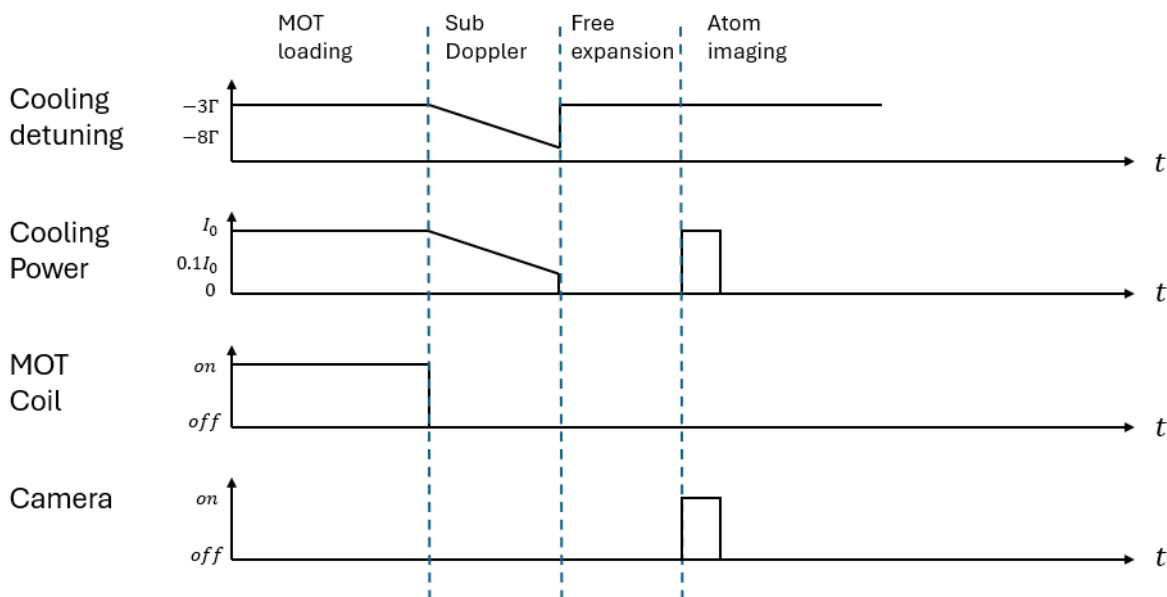 MOT
loading
Sub
Doppler
Free
expansion
Atom
imaging
Cooling
detuning
−3Γ
−8Γ
t
Cooling
Power
I₀
0.1I₀
0
t
MOT
Coil
on
off
t
Camera
on
off
t